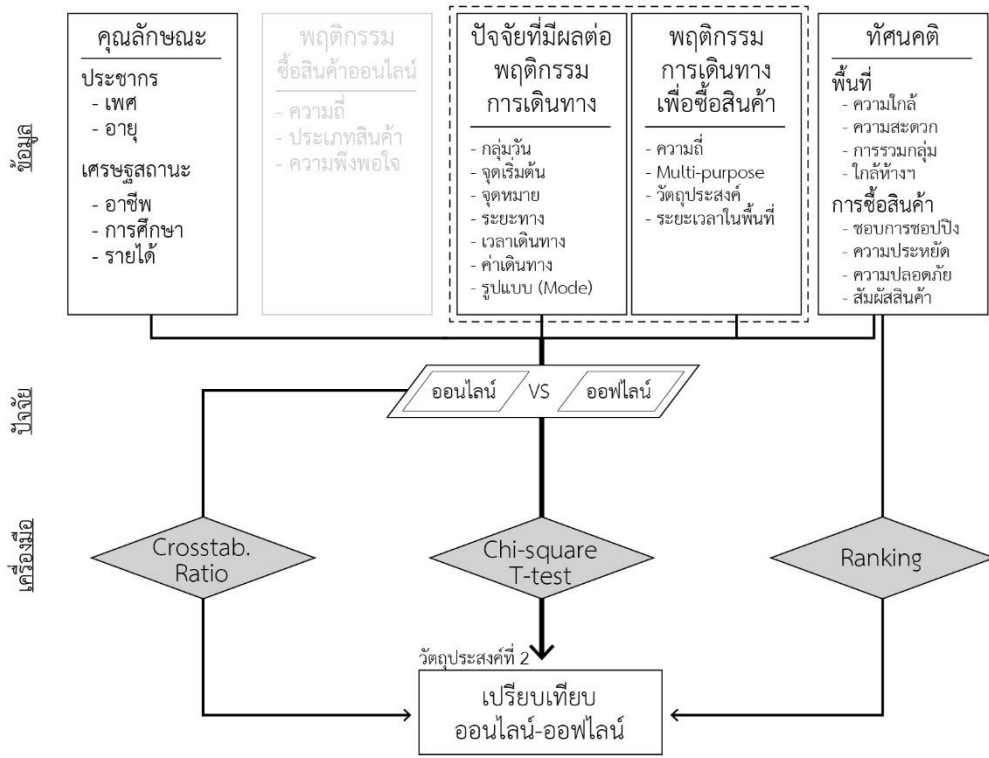 ข้อมูล
คุณลักษณะ
ประชากร
- เพศ
- อายุ
เศรษฐสถานะ
- อาชีพ
- การศึกษา
- รายได้
พฤติกรรม
ซื้อสินค้าออนไลน์
- ความถี่
- ประเภทสินค้า
- ความพึงพอใจ
ปัจจัยที่มีผลต่อ
พฤติกรรม
การเดินทาง
- กลุ่มวัน
- จุดเริ่มต้น
- จุดหมาย
- ระยะทาง
- เวลาเดินทาง
- ค่าเดินทาง
- รูปแบบ (Mode)
พฤติกรรม
การเดินทาง
เพื่อซื้อสินค้า
- ความถี่
- Multi-purpose
- วัตถุประสงค์
- ระยะเวลาในพื้นที่
ทัศนคติ
พื้นที่
- ความใกล้
- ความสะดวก
- การรวมกลุ่ม
- ใกล้ห้างฯ
การซื้อสินค้า
- ชอบการชอปปิง
- ความประหยัด
- ความปลอดภัย
- สัมผัสสินค้า
ปัจจัย
ออนไลน์ VS ออฟไลน์
เครื่องมือ
Crosstab.
Ratio
Chi-square
T-test
Ranking
วัตถุประสงค์ที่ 2
เปรียบเทียบ
ออนไลน์-ออฟไลน์